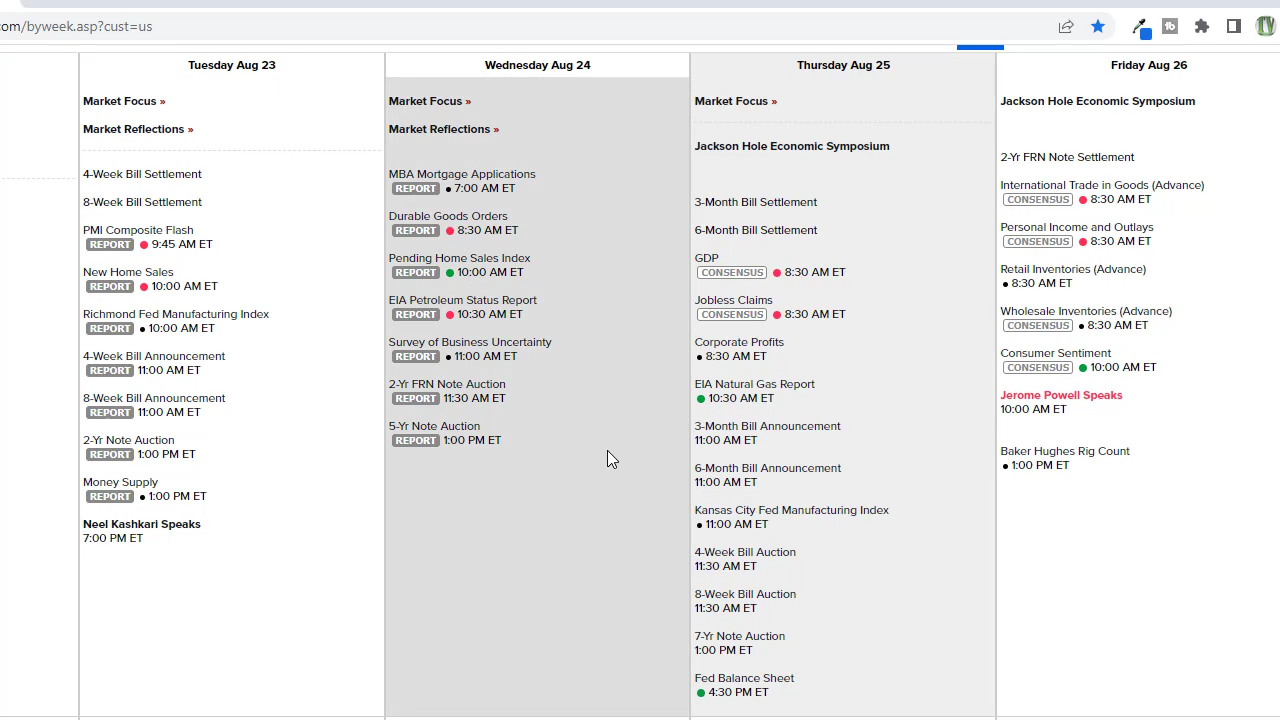 com/byweek.asp?cust=us
Tuesday Aug 23
Market Focus »
Market Reflections »
4-Week Bill Settlement
8-Week Bill Settlement
PMI Composite Flash
REPORT 9:45 AM ET
New Home Sales
REPORT 10:00 AM ET
Richmond Fed Manufacturing Index
REPORT 10:00 AM ET
4-Week Bill Announcement
REPORT 11:00 AM ET
8-Week Bill Announcement
REPORT 11:00 AM ET
2-Yr Note Auction
REPORT 1:00 PM ET
Money Supply
REPORT 1:00 PM ET
Neel Kashkari Speaks
7:00 PM ET
Wednesday Aug 24
Market Focus »
Market Reflections »
MBA Mortgage Applications
REPORT 7:00 AM ET
Durable Goods Orders
REPORT 8:30 AM ET
Pending Home Sales Index
REPORT 10:00 AM ET
EIA Petroleum Status Report
REPORT 10:30 AM ET
Survey of Business Uncertainty
REPORT 11:00 AM ET
2-Yr FRN Note Auction
REPORT 11:30 AM ET
5-Yr Note Auction
REPORT 1:00 PM ET
Thursday Aug 25
Market Focus »
Jackson Hole Economic Symposium
3-Month Bill Settlement
6-Month Bill Settlement
GDP
CONSENSUS 8:30 AM ET
Jobless Claims
CONSENSUS 8:30 AM ET
Corporate Profits
8:30 AM ET
EIA Natural Gas Report
10:30 AM ET
3-Month Bill Announcement
11:00 AM ET
6-Month Bill Announcement
11:00 AM ET
Kansas City Fed Manufacturing Index
11:00 AM ET
4-Week Bill Auction
11:30 AM ET
8-Week Bill Auction
11:30 AM ET
7-Yr Note Auction
1:00 PM ET
Fed Balance Sheet
4:30 PM ET
Friday Aug 26
Jackson Hole Economic Symposium
2-Yr FRN Note Settlement
International Trade in Goods (Advance)
CONSENSUS 8:30 AM ET
Personal Income and Outlays
CONSENSUS 8:30 AM ET
Retail Inventories (Advance)
8:30 AM ET
Wholesale Inventories (Advance)
CONSENSUS 8:30 AM ET
Consumer Sentiment
CONSENSUS 10:00 AM ET
Jerome Powell Speaks
10:00 AM ET
Baker Hughes Rig Count
1:00 PM ET